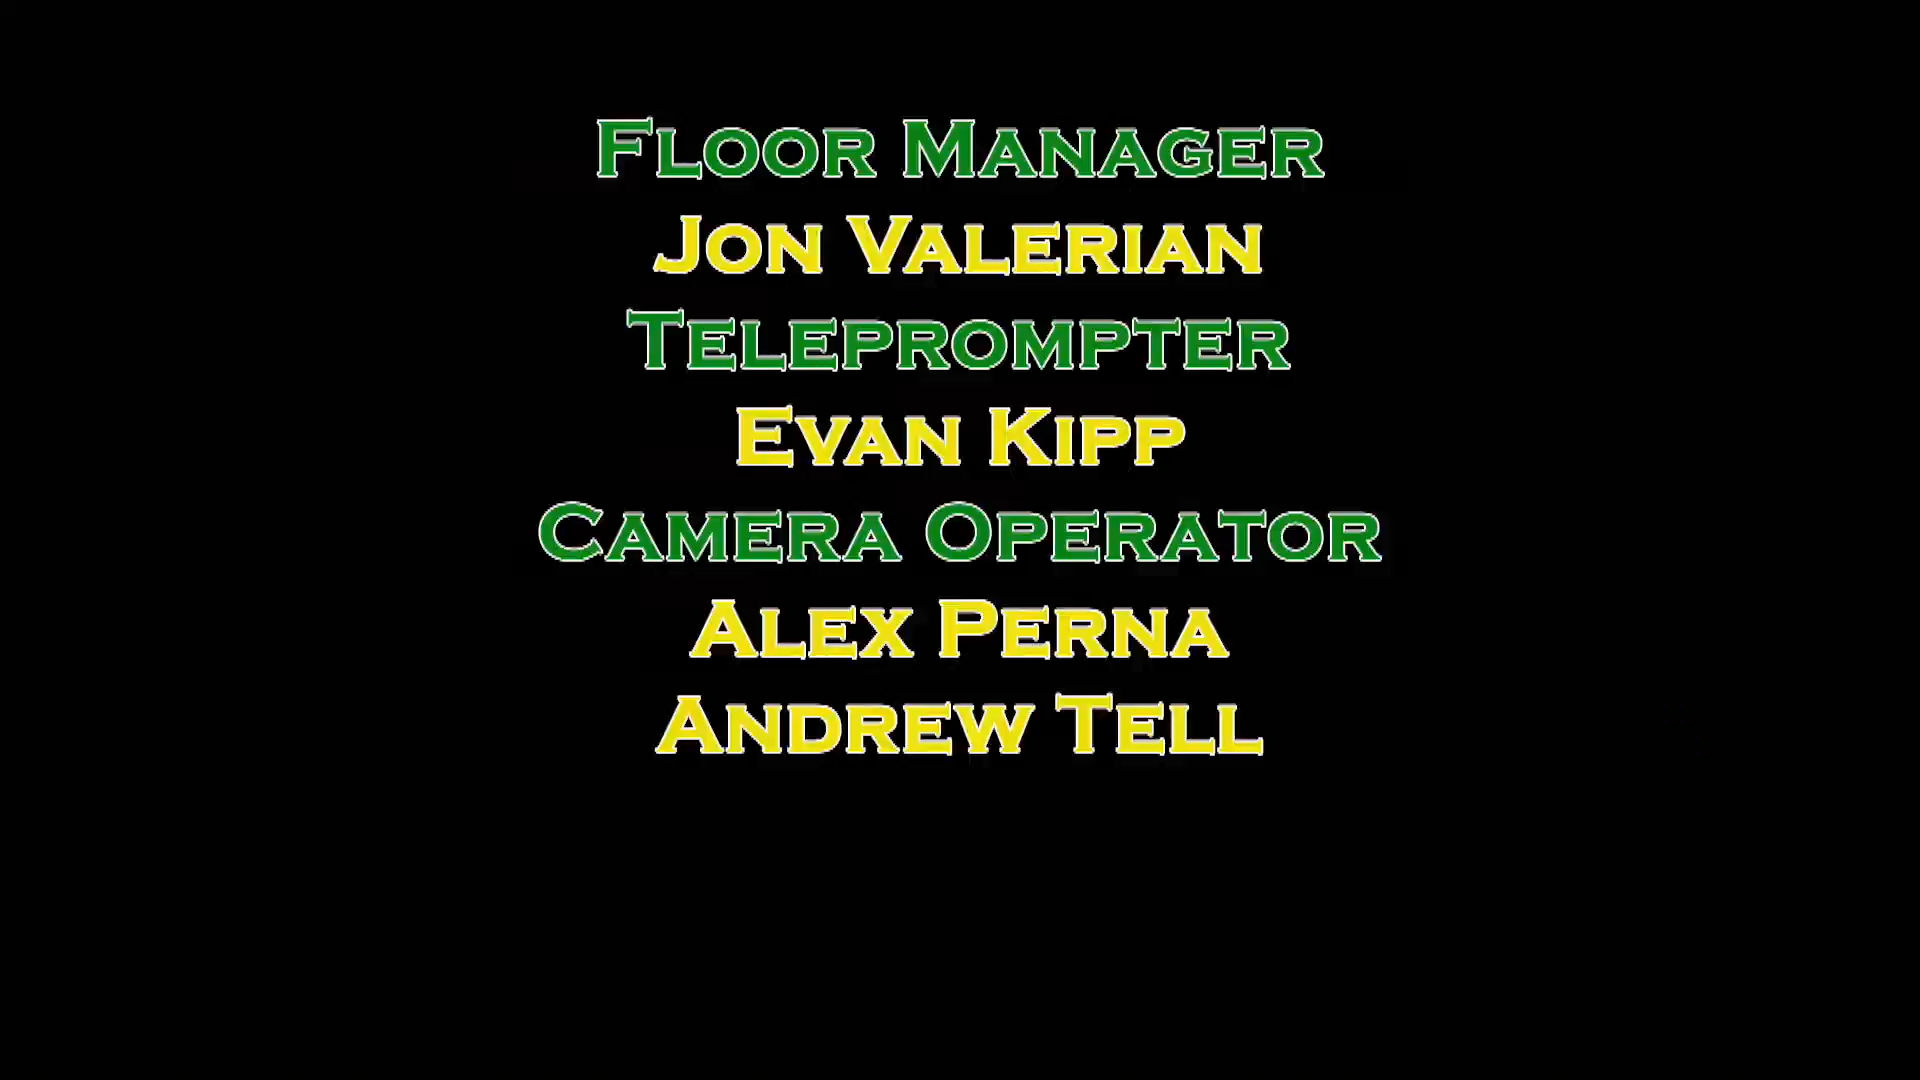 Floor Manager
Jon Valerian
Teleprompter
Evan Kipp
Camera Operator
Alex Perna
Andrew Tell